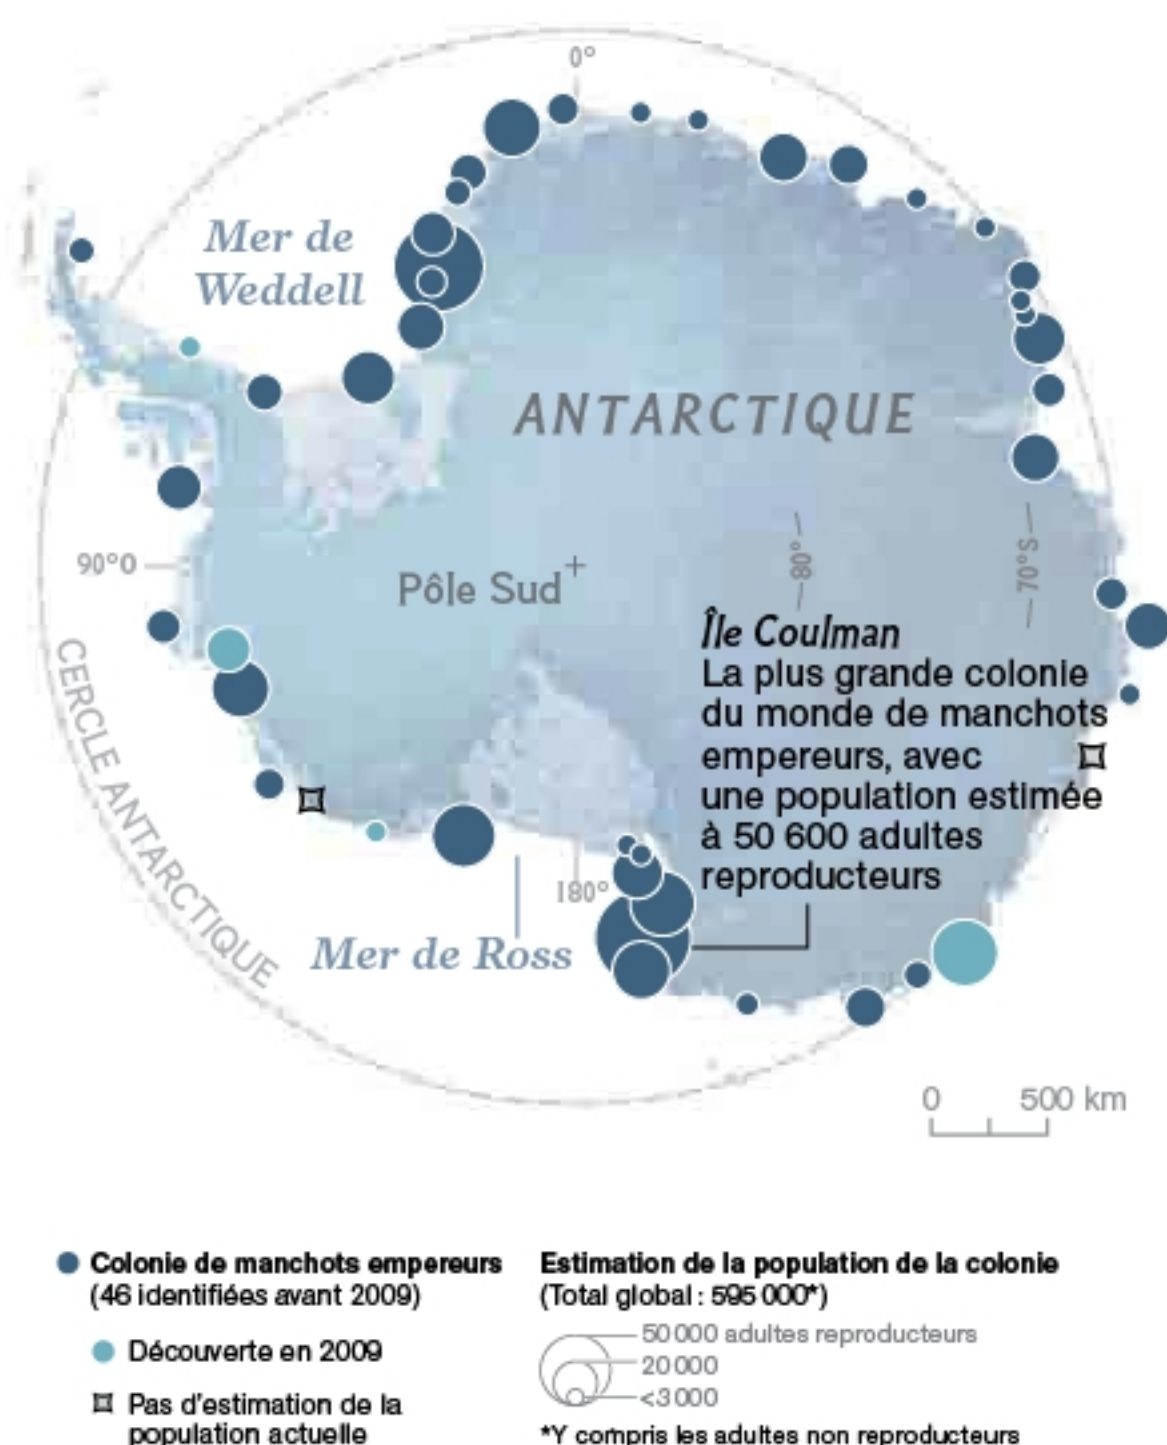 0°
Mer de
Weddell
ANTARCTIQUE
90°O
Pôle Sud
80°
70°S
CERCLE ANTARCTIQUE
Île Coulman
La plus grande colonie
du monde de manchots
empereurs, avec
une population estimée
à 50 600 adultes
reproducteurs
180°
Mer de Ross
0 500 km
Colonie de manchots empereurs
(46 identifiées avant 2009)
Découverte en 2009
Pas d'estimation de la
population actuelle
Estimation de la population de la colonie
(Total global : 595 000*)
50 000 adultes reproducteurs
20 000
<3 000
*Y compris les adultes non reproducteurs